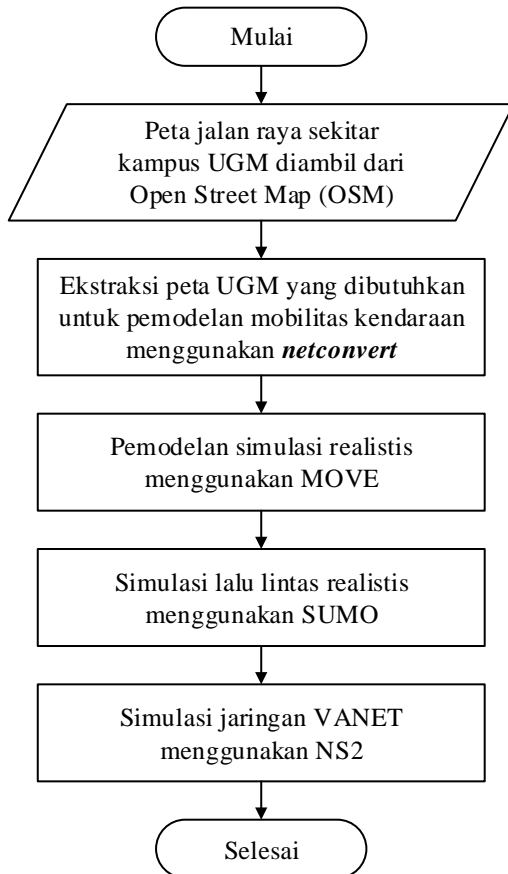 Mulai
Peta jalan raya sekitar
kampus UGM diambil dari
Open Street Map (OSM)
Ekstraksi peta UGM yang dibutuhkan
untuk pemodelan mobilitas kendaraan
menggunakan netconvert
Pemodelan simulasi realistis
menggunakan MOVE
Simulasi lalu lintas realistis
menggunakan SUMO
Simulasi jaringan VANET
menggunakan NS2
Selesai